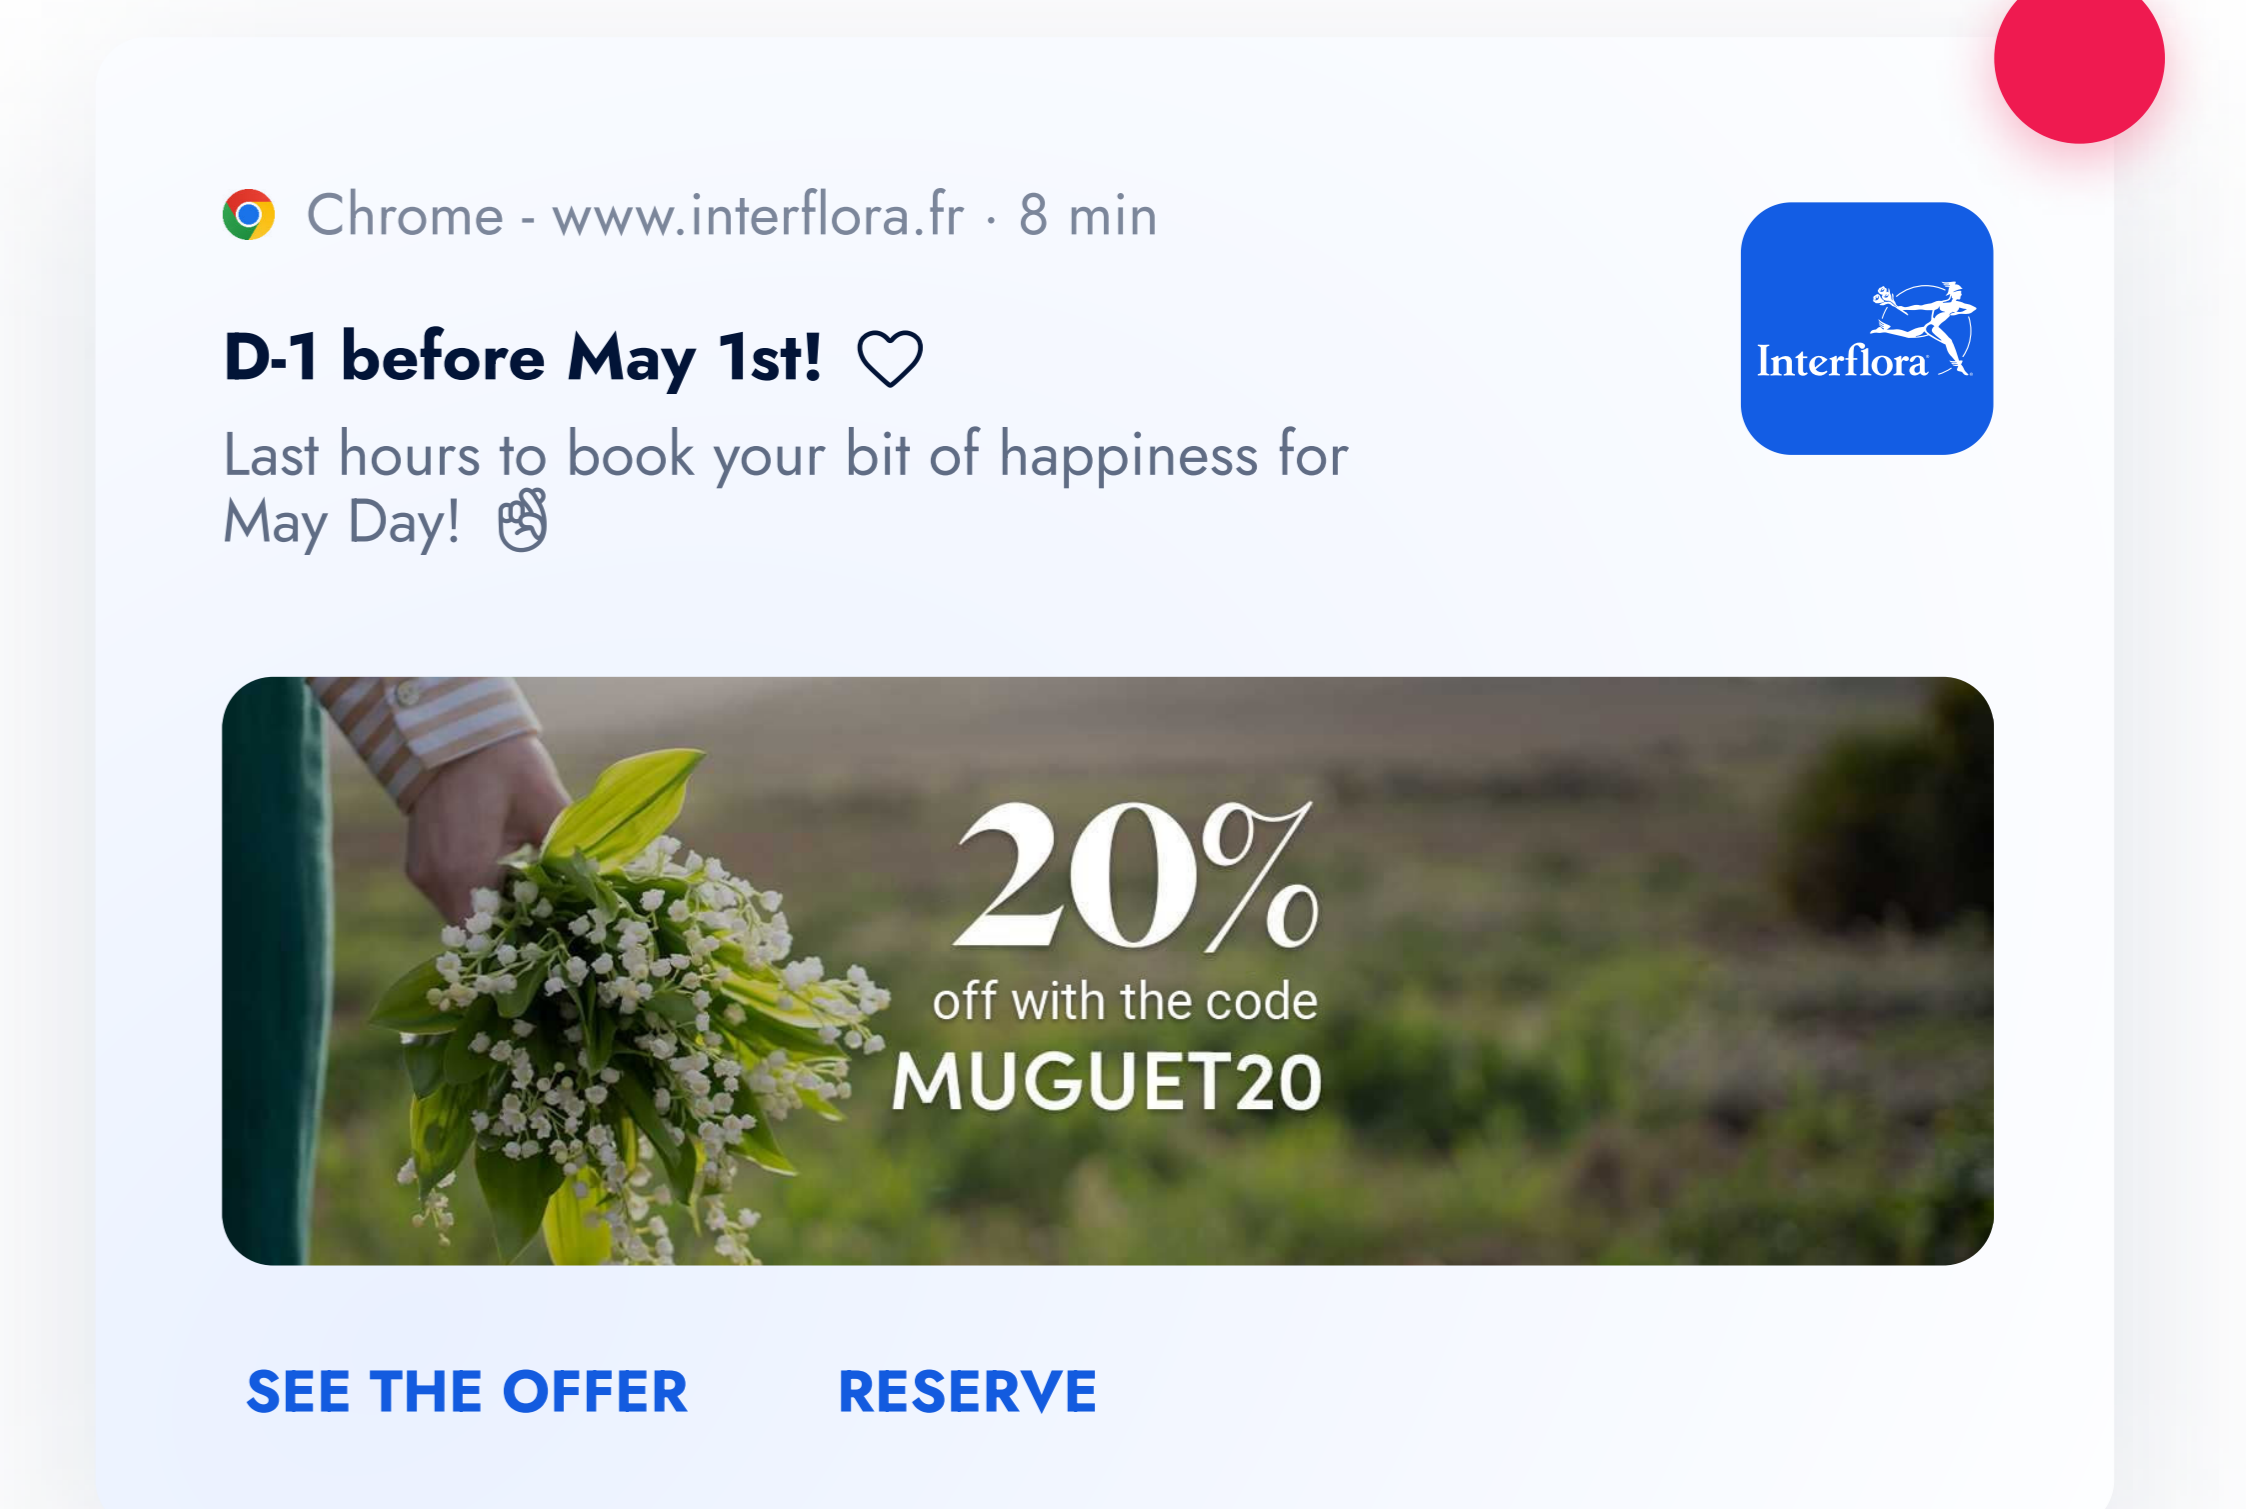 Chrome - www.interflora.fr · 8 min
D-1 before May 1st!
Last hours to book your bit of happiness for
May Day!
Interflora
20%
off with the code
MUGUET20
SEE THE OFFER
RESERVE